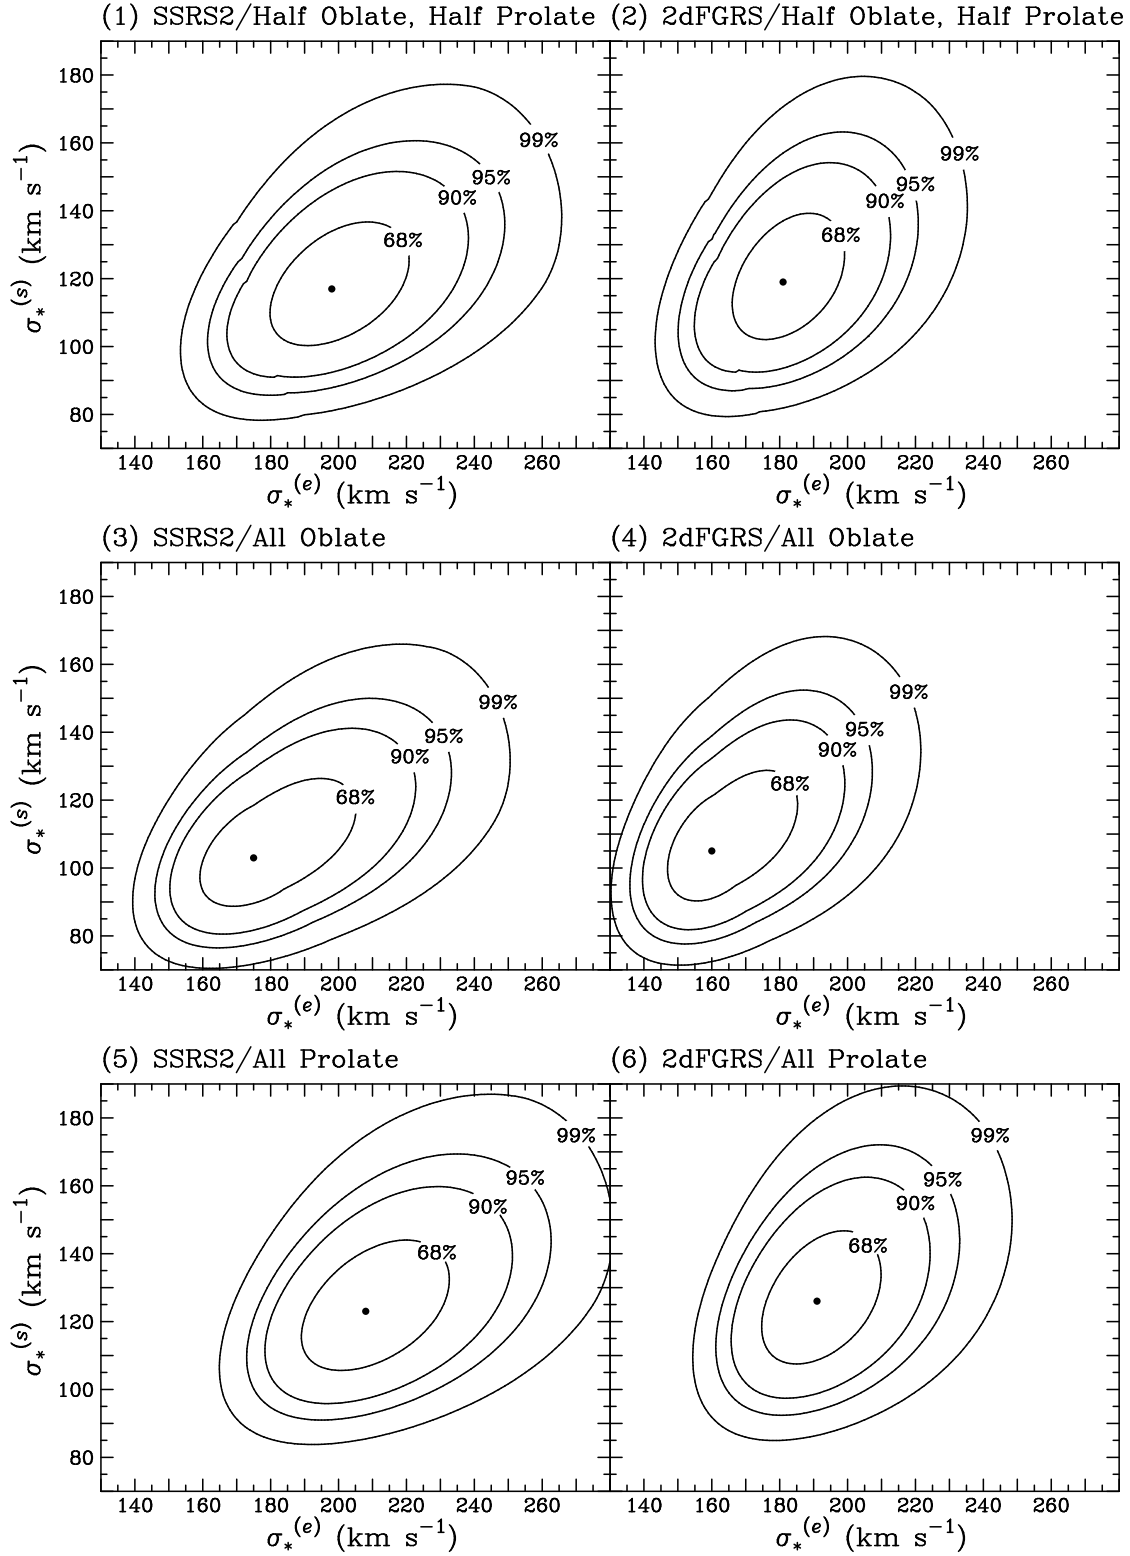 (1) SSRS2/Half Oblate, Half Prolate
(2) 2dFGRS/Half Oblate, Half Prolate
180
160
140
120
100
80
σ*(s) (km s−1)
99%
95%
90%
68%
99%
95%
90%
68%
140 160 180 200 220 240 260
140 160 180 200 220 240 260
σ*(e) (km s−1)
σ*(e) (km s−1)
(3) SSRS2/All Oblate
(4) 2dFGRS/All Oblate
180
160
140
120
100
80
σ*(s) (km s−1)
99%
95%
90%
68%
99%
95%
90%
68%
140 160 180 200 220 240 260
140 160 180 200 220 240 260
σ*(e) (km s−1)
σ*(e) (km s−1)
(5) SSRS2/All Prolate
(6) 2dFGRS/All Prolate
180
160
140
120
100
80
σ*(s) (km s−1)
99%
95%
90%
68%
99%
95%
90%
68%
140 160 180 200 220 240 260
140 160 180 200 220 240 260
σ*(e) (km s−1)
σ*(e) (km s−1)